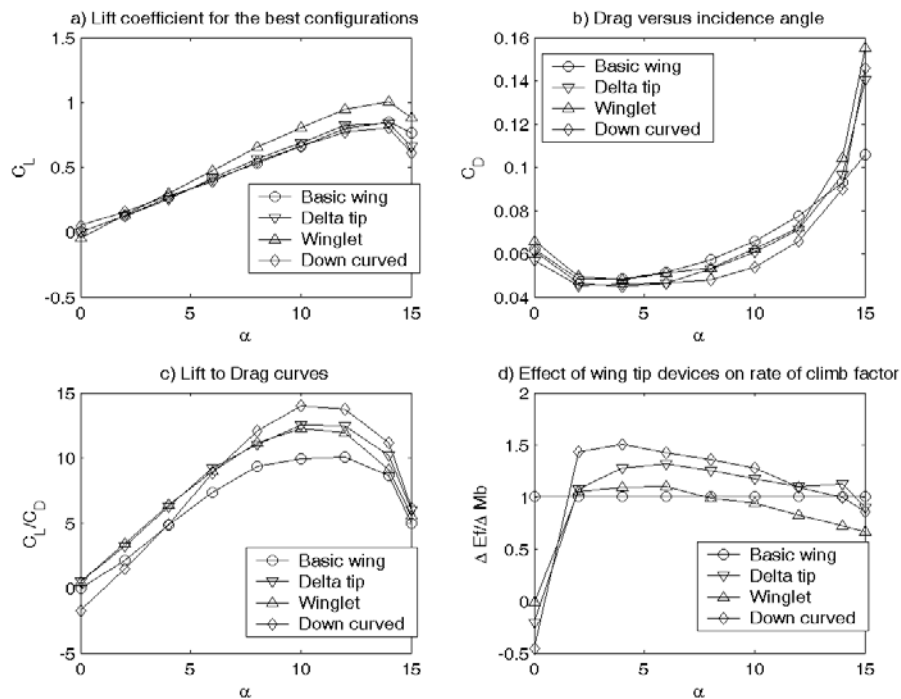 a) Lift coefficient for the best configurations
1.5
1
0.5
0
-0.5
C_L
0 5 10 15
α
Basic wing
Delta tip
Winglet
Down curved
b) Drag versus incidence angle
0.16
0.14
0.12
0.1
0.08
0.06
0.04
C_D
0 5 10 15
α
Basic wing
Delta tip
Winglet
Down curved
c) Lift to Drag curves
15
10
5
0
-5
C_L/C_D
0 5 10 15
α
Basic wing
Delta tip
Winglet
Down curved
d) Effect of wing tip devices on rate of climb factor
2
1.5
1
0.5
0
-0.5
Δ Ef/Δ Mb
0 5 10 15
α
Basic wing
Delta tip
Winglet
Down curved